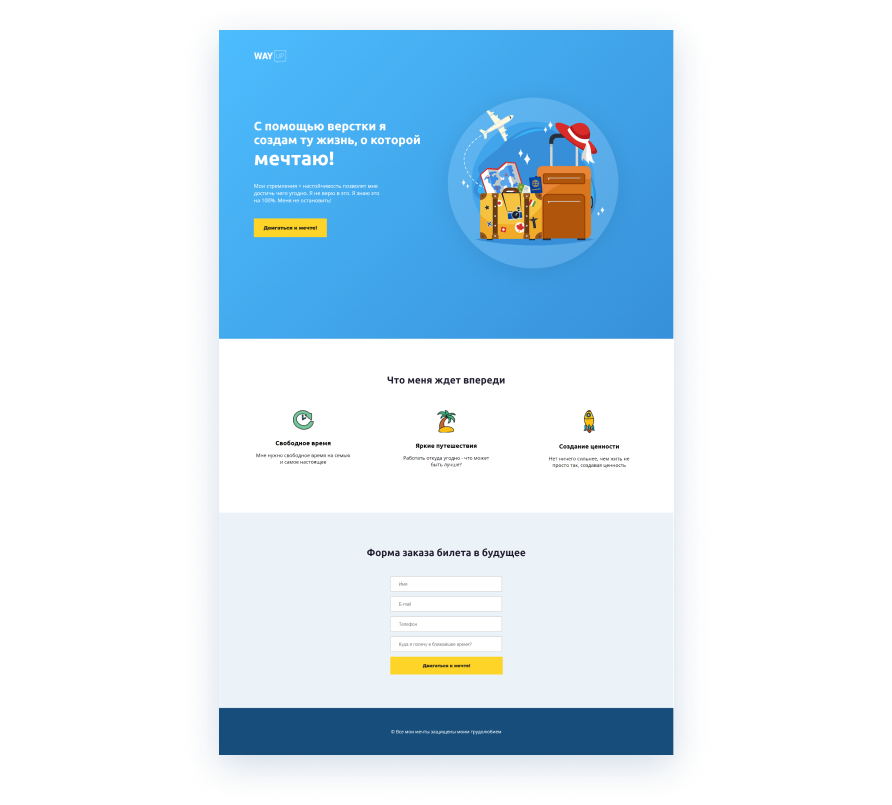 WAY UP
С помощью верстки я
создам ту жизнь, о которой
мечтаю!
Мои стремления + настойчивость позволят мне
достичь чего угодно. Я не верю в это. Я знаю это
на 100%. Меня не остановить!
Двигаться к мечте!
Что меня ждет впереди
Свободное время
Мне нужно свободное время на семью
и самое настоящее
Яркие путешествия
Работать откуда угодно - что может
быть лучше?
Создание ценности
Нет ничего сильнее, чем жить не
просто так, создавая ценность
Форма заказа билета в будущее
Имя
E-mail
Телефон
Куда я полечу в ближайшее время?
Двигаться к мечте!
© Все мои мечты защищены моим трудолюбием